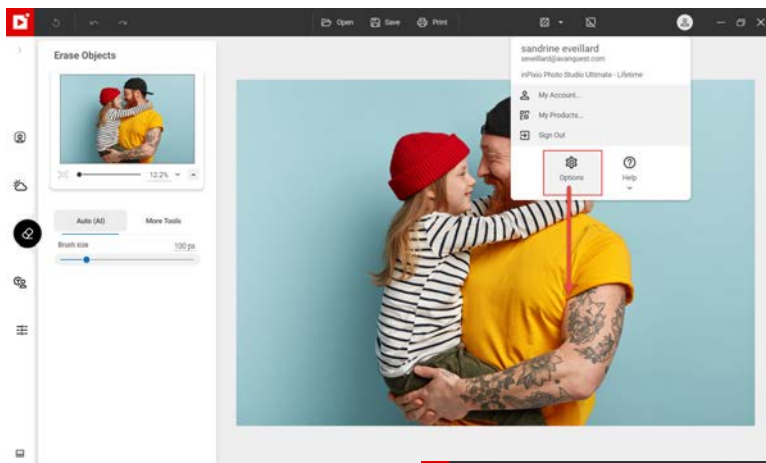 Open Save Print
Erase Objects
12.2%
Auto (AI) More Tools
Brush size 100 px
sandrine eveillard
seveillard@avanquest.com
inPixio Photo Studio Ultimate - Lifetime
My Account...
My Products...
Sign Out
Options Help